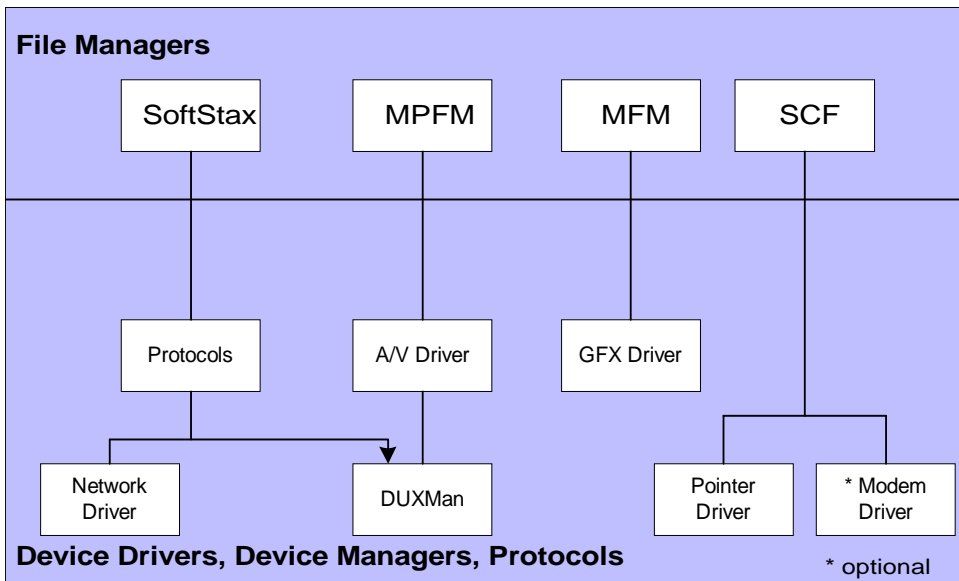 File Managers
SoftStax
MPFM
MFM
SCF
Protocols
A/V Driver
GFX Driver
Network
Driver
DUXMan
Pointer
Driver
* Modem
Driver
Device Drivers, Device Managers, Protocols
* optional